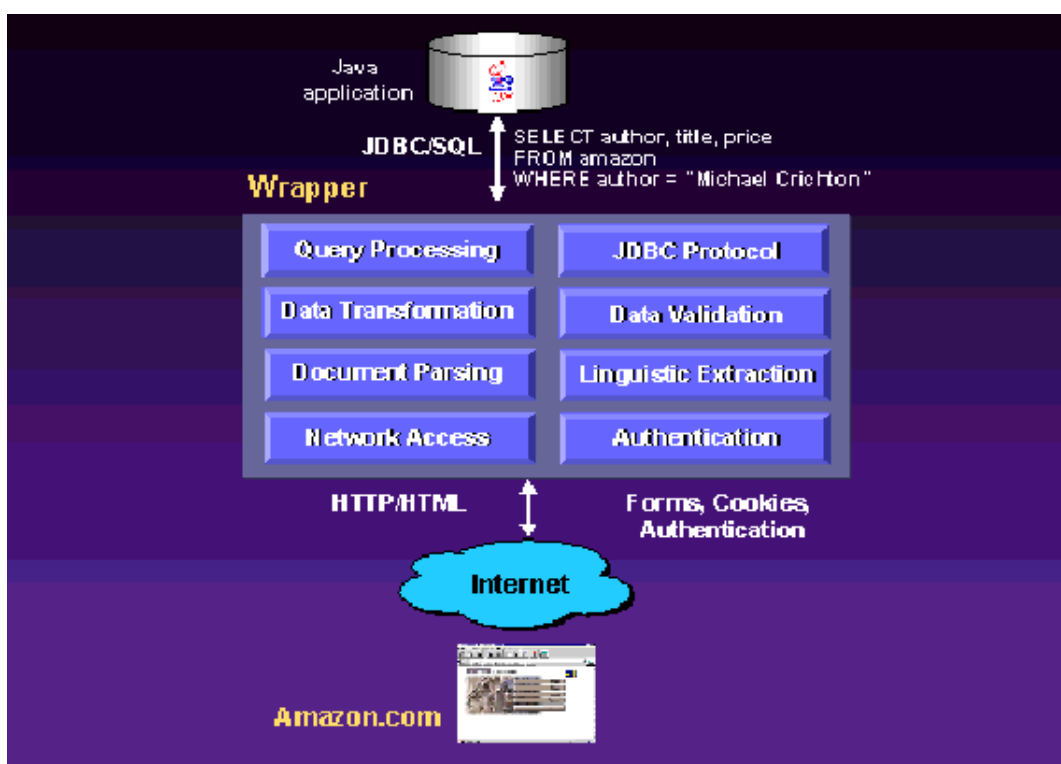 Java
application
JDBC/SQL
SELECT author, title, price
FROM amazon
WHERE author = "Michael Crichton"
Wrapper
Query Processing
JDBC Protocol
Data Transformation
Data Validation
Document Parsing
Linguistic Extraction
Network Access
Authentication
HTTP/HTML
Forms, Cookies,
Authentication
Internet
Amazon.com